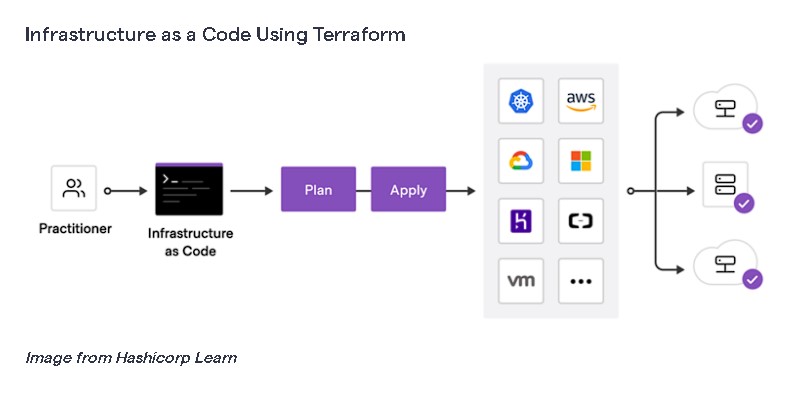 Infrastructure as a Code Using Terraform
Practitioner
>_
Infrastructure
as Code
Plan
Apply
aws
vm
Image from Hashicorp Learn